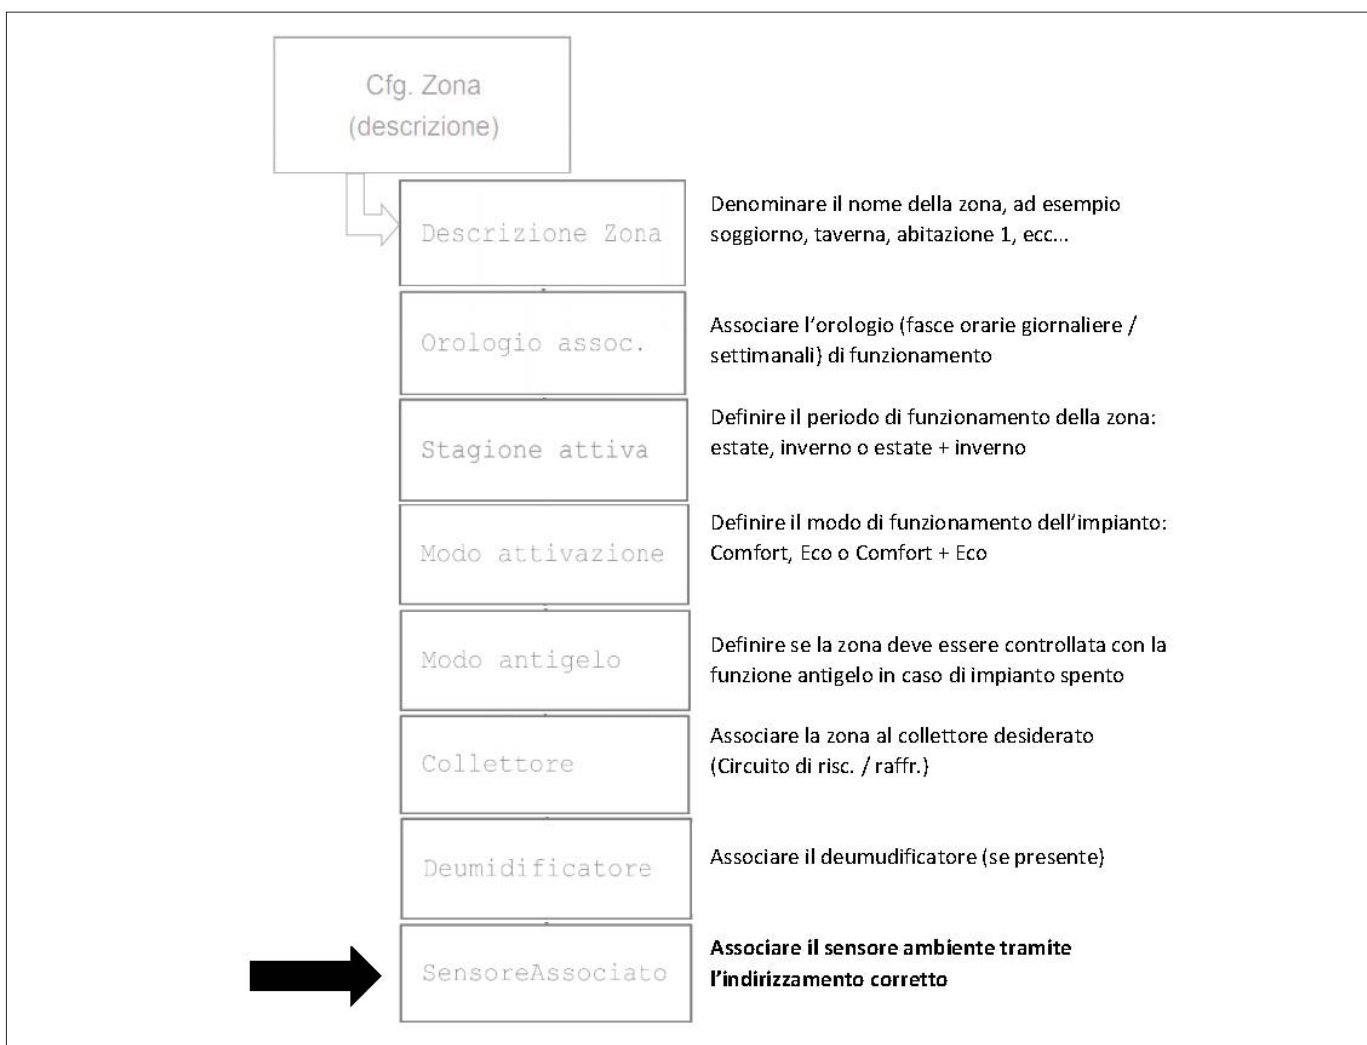 Cfg. Zona
(descrizione)
Descrizione Zona
Denominare il nome della zona, ad esempio
soggiorno, taverna, abitazione 1, ecc...
Orologio assoc.
Associare l'orologio (fasce orarie giornaliere /
settimanali) di funzionamento
Stagione attiva
Definire il periodo di funzionamento della zona:
estate, inverno o estate + inverno
Modo attivazione
Definire il modo di funzionamento dell'impianto:
Comfort, Eco o Comfort + Eco
Modo antigelo
Definire se la zona deve essere controllata con la
funzione antigelo in caso di impianto spento
Collettore
Associare la zona al collettore desiderato
(Circuito di risc. / raffr.)
Deumidificatore
Associare il deumudificatore (se presente)
SensoreAssociato
Associare il sensore ambiente tramite
l'indirizzamento corretto